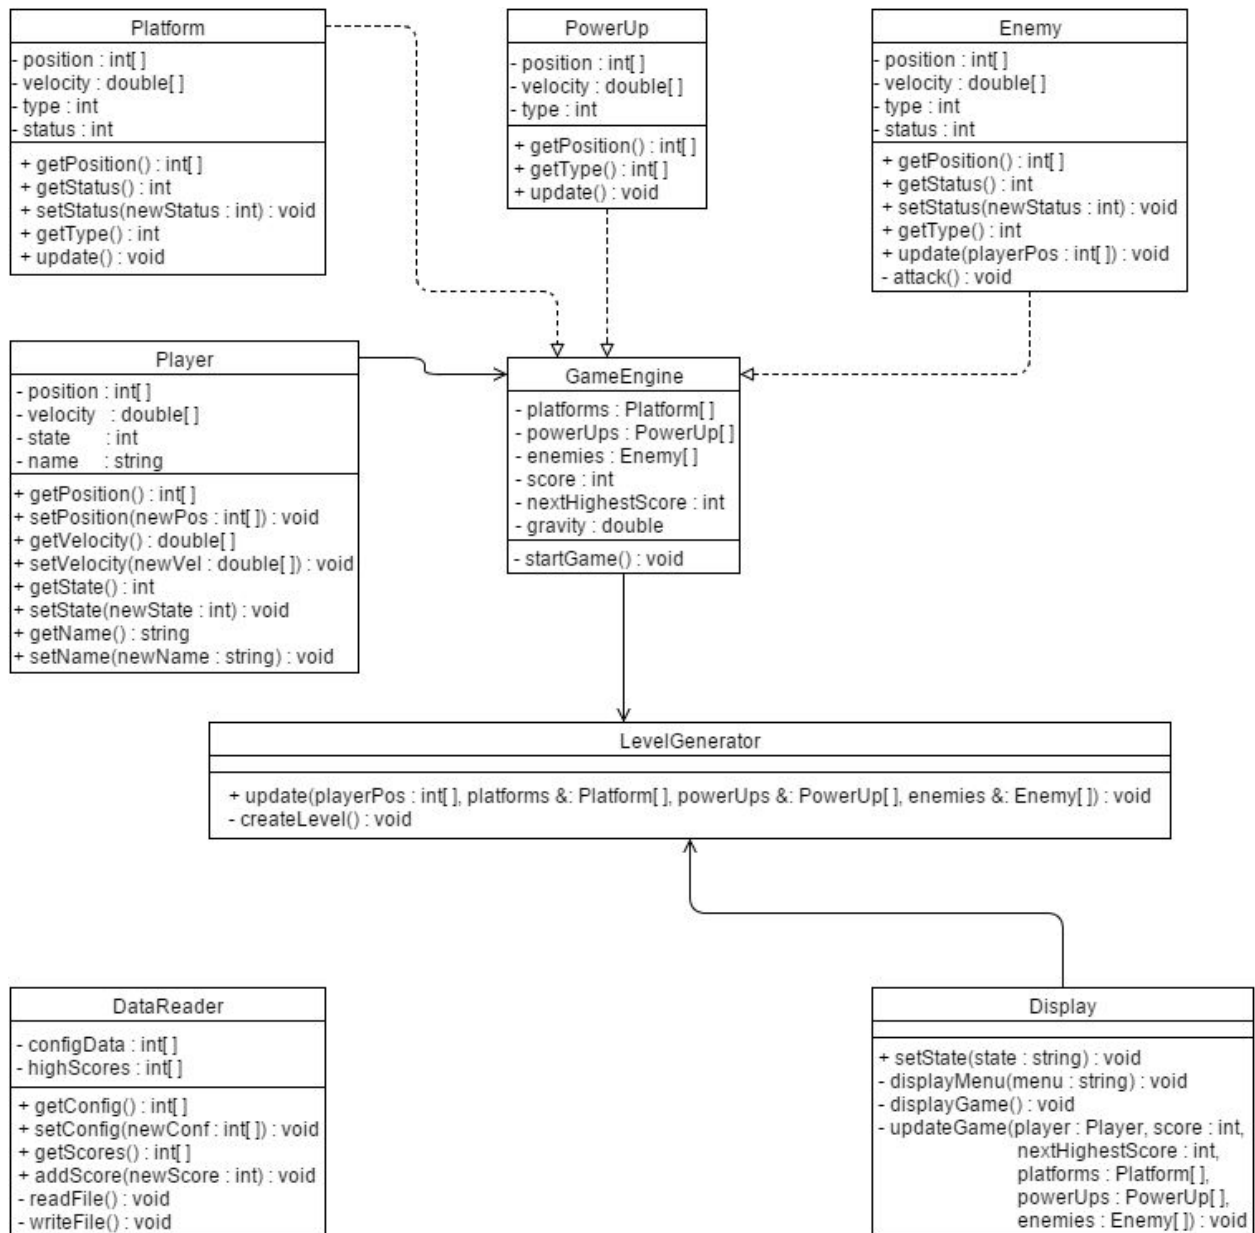 Platform
- position : int[ ]
- velocity : double[ ]
- type : int
- status : int
+ getPosition() : int[ ]
+ getStatus() : int
+ setStatus(newStatus : int) : void
+ getType() : int
+ update() : void
PowerUp
- position : int[ ]
- velocity : double[ ]
- type : int
+ getPosition() : int[ ]
+ getType() : int[ ]
+ update() : void
Enemy
- position : int[ ]
- velocity : double[ ]
- type : int
- status : int
+ getPosition() : int[ ]
+ getStatus() : int
+ setStatus(newStatus : int) : void
+ getType() : int
+ update(playerPos : int[ ]) : void
- attack() : void
Player
- position : int[ ]
- velocity : double[ ]
- state : int
- name : string
+ getPosition() : int[ ]
+ setPosition(newPos : int[ ]) : void
+ getVelocity() : double[ ]
+ setVelocity(newVel : double[ ]) : void
+ getState() : int
+ setState(newState : int) : void
+ getName() : string
+ setName(newName : string) : void
GameEngine
- platforms : Platform[ ]
- powerUps : PowerUp[ ]
- enemies : Enemy[ ]
- score : int
- nextHighestScore : int
- gravity : double
- startGame() : void
LevelGenerator
+ update(playerPos : int[ ], platforms &: Platform[ ], powerUps &: PowerUp[ ], enemies &: Enemy[ ]) : void
- createLevel() : void
DataReader
- configData : int[ ]
- highScores : int[ ]
+ getConfig() : int[ ]
+ setConfig(newConf : int[ ]) : void
+ getScores() : int[ ]
+ addScore(newScore : int) : void
- readFile() : void
- writeFile() : void
Display
+ setState(state : string) : void
- displayMenu(menu : string) : void
- displayGame() : void
- updateGame(player : Player, score : int,
nextHighestScore : int,
platforms : Platform[ ],
powerUps : PowerUp[ ],
enemies : Enemy[ ]) : void